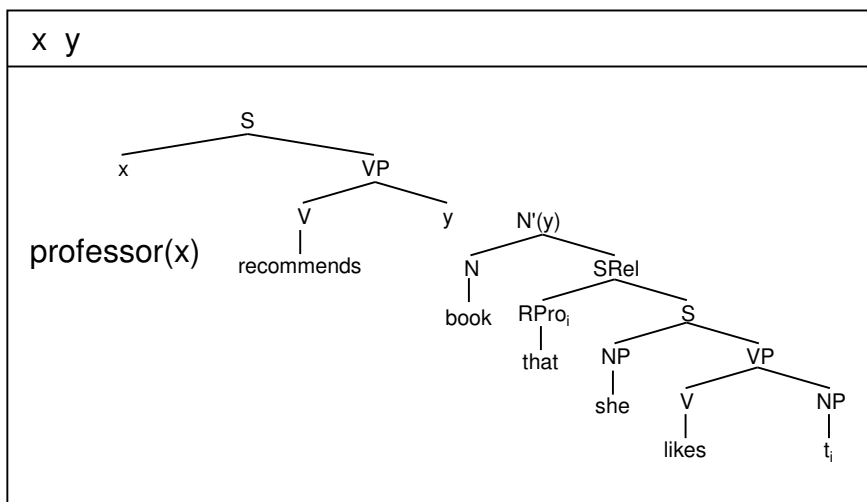 x y
S
x VP
V y N'(y)
professor(x) recommends N SRel
book RProᵢ S
that NP VP
she V NP
likes tᵢ